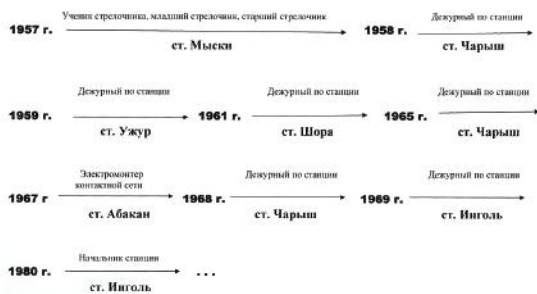 Ученик стрелочника, младший стрелочник, старший стрелочник
Дежурный по станции
1957 г.
1958 г.
ст. Мыски
ст. Чарыш
Дежурный по станции
Дежурный по станции
Дежурный по станции
1959 г.
1961 г.
1965 г.
ст. Ужур
ст. Шора
ст. Чарыш
Электромонтер
контактной сети
Дежурный по станции
Дежурный по станции
1967 г
1968 г.
1969 г.
ст. Абакан
ст. Чарыш
ст. Инголь
Начальник станции
1980 г.
. . .
ст. Инголь